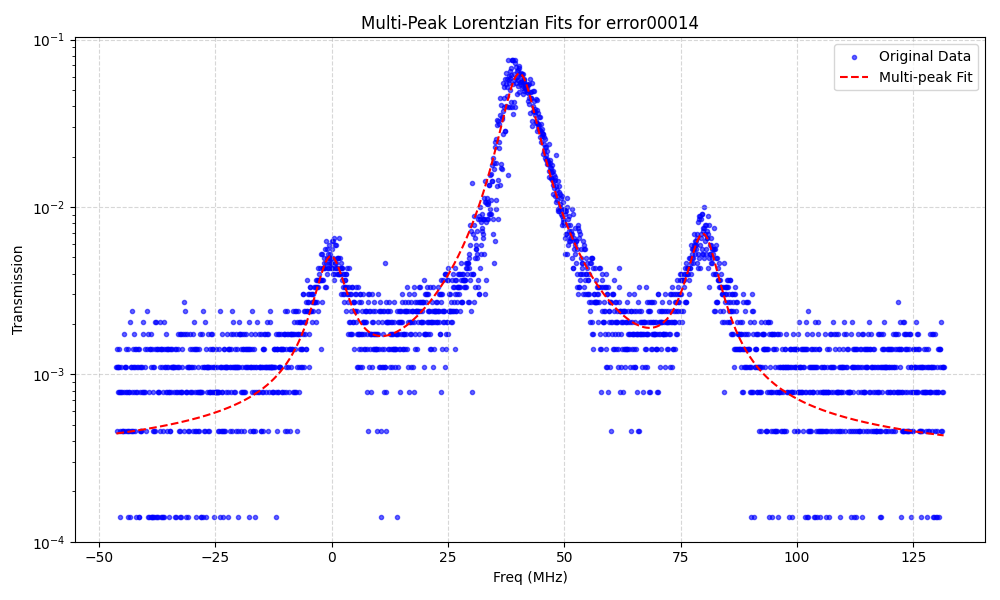 Multi-Peak Lorentzian Fits for error00014
Original Data
Multi-peak Fit
Transmission
10⁻¹
10⁻²
10⁻³
10⁻⁴
−50 −25 0 25 50 75 100 125
Freq (MHz)